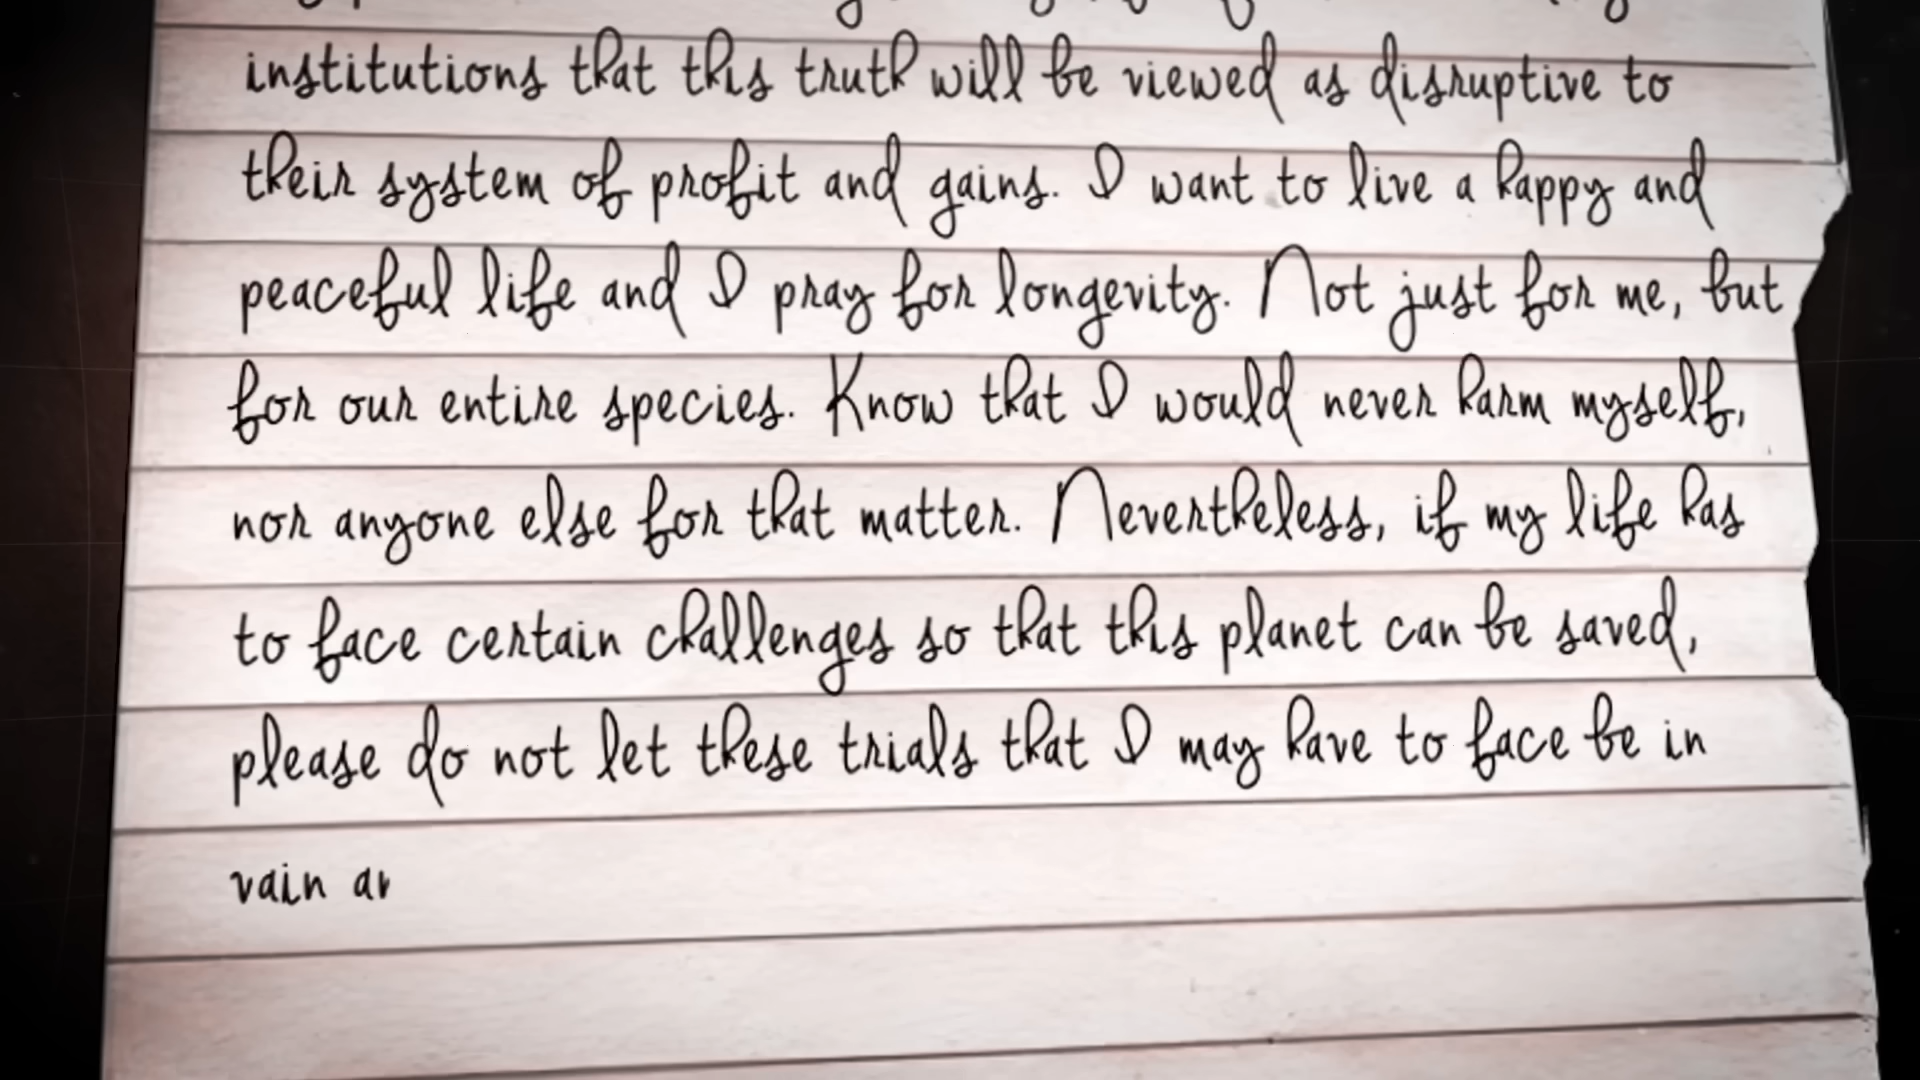 institutions that this truth will be viewed as disruptive to
their system of profit and gains. I want to live a happy and
peaceful life and I pray for longevity. Not just for me, but
for our entire species. Know that I would never harm myself,
nor anyone else for that matter. Nevertheless, if my life has
to face certain challenges so that this planet can be saved,
please do not let these trials that I may have to face be in
vain